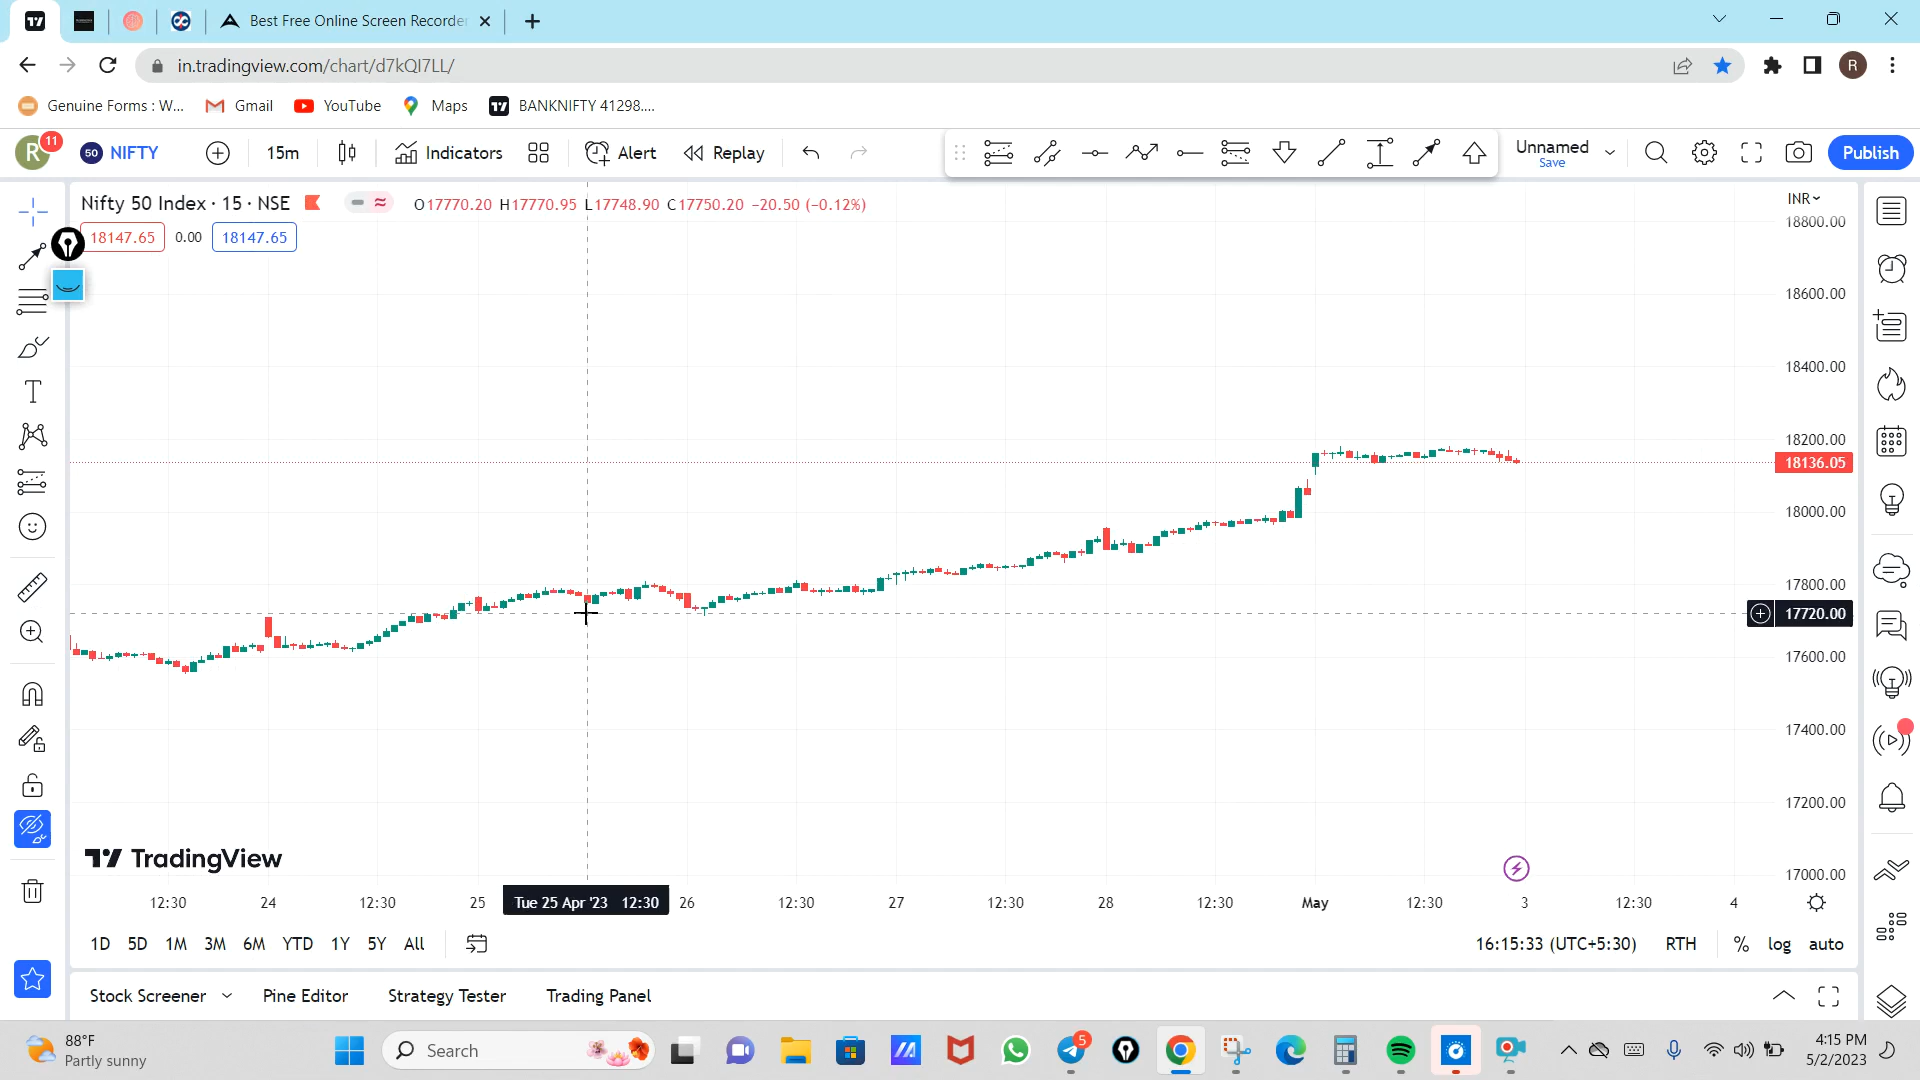 Best Free Online Screen Recorder
in.tradingview.com/chart/d7kQI7LL/
R
Genuine Forms : W...
Gmail
YouTube
Maps
BANKNIFTY 41298....
R 11
50 NIFTY
15m
Indicators
Alert
Replay
Unnamed
Save
Publish
Nifty 50 Index · 15 · NSE
O17770.20 H17770.95 L17748.90 C17750.20 −20.50 (−0.12%)
INR
18147.65 0.00 18147.65
18800.00
18600.00
18400.00
18200.00
18136.05
18000.00
17800.00
17720.00
17600.00
17400.00
17200.00
17000.00
TradingView
12:30 24 12:30 25 Tue 25 Apr '23 12:30 26 12:30 27 12:30 28 12:30 May 12:30 3 12:30 4
1D 5D 1M 3M 6M YTD 1Y 5Y All
16:15:33 (UTC+5:30) RTH % log auto
Stock Screener Pine Editor Strategy Tester Trading Panel
88°F
Partly sunny
Search
5
4:15 PM
5/2/2023